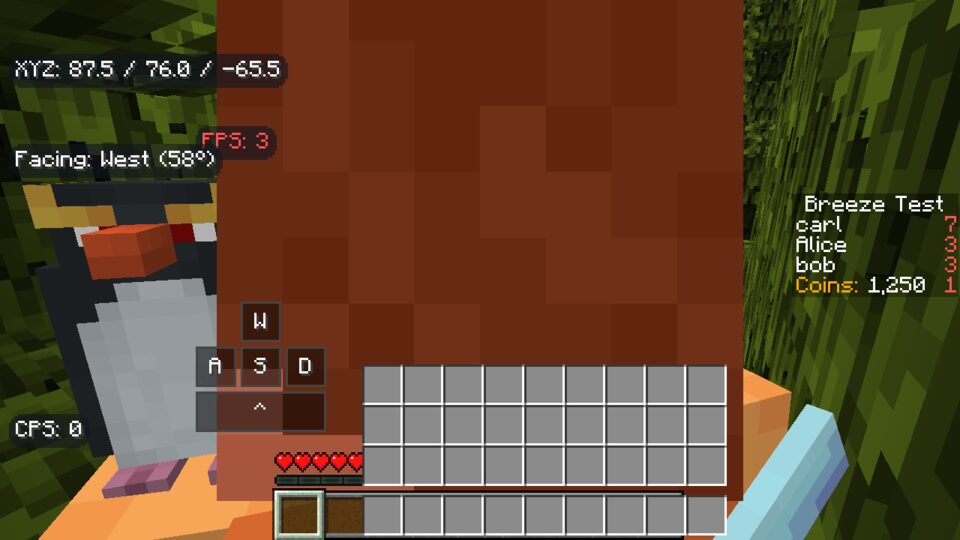 XYZ: 87.5 / 76.0 / -65.5
FPS: 3
Facing: West (58º)
Breeze Test
carl 7
Alice 3
bob 3
Coins: 1,250 1
W
A S D
^
CPS: 0